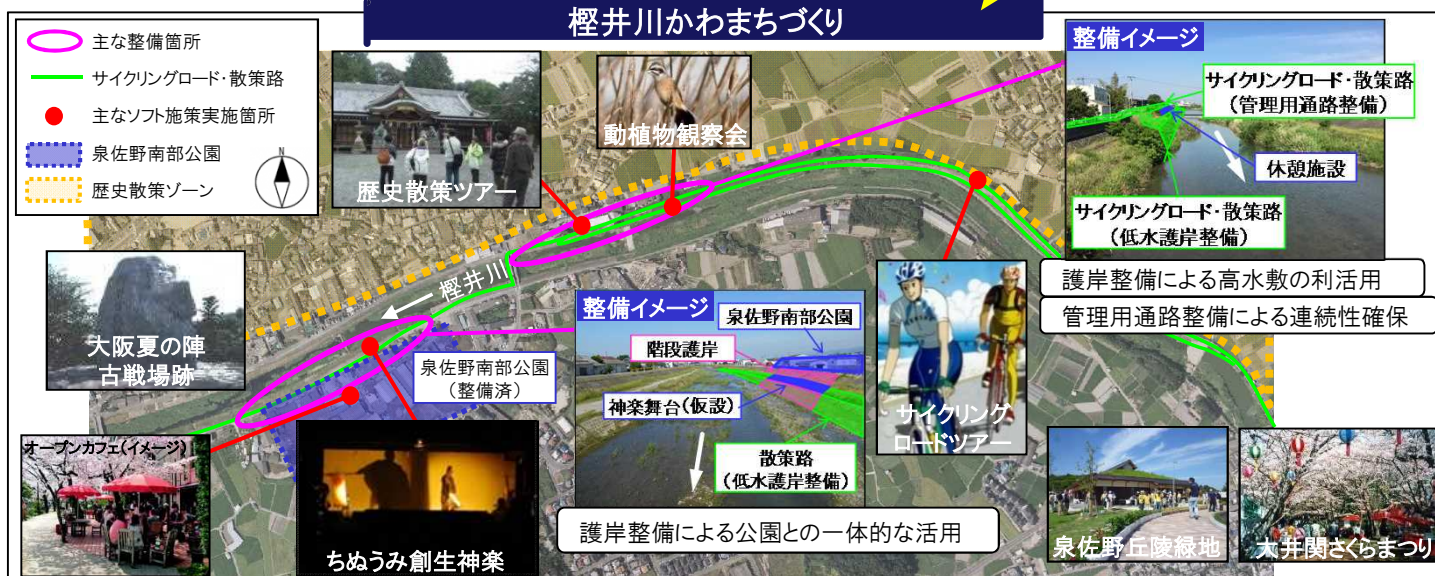 樫井川かわまちづくり
主な整備箇所
サイクリングロード・散策路
主なソフト施策実施箇所
泉佐野南部公園
歴史散策ゾーン
N
歴史散策ツアー
動植物観察会
整備イメージ
サイクリングロード・散策路
(管理用通路整備)
休憩施設
サイクリングロード・散策路
(低水護岸整備)
護岸整備による高水敷の利活用
管理用通路整備による連続性確保
大阪夏の陣
古戦場跡
樫井川
泉佐野南部公園
(整備済)
整備イメージ
泉佐野南部公園
階段護岸
神楽舞台(仮設)
散策路
(低水護岸整備)
護岸整備による公園との一体的な活用
サイクリング
ロードツアー
オープンカフェ(イメージ)
ちぬうみ創生神楽
泉佐野丘陵緑地
大井関さくらまつり